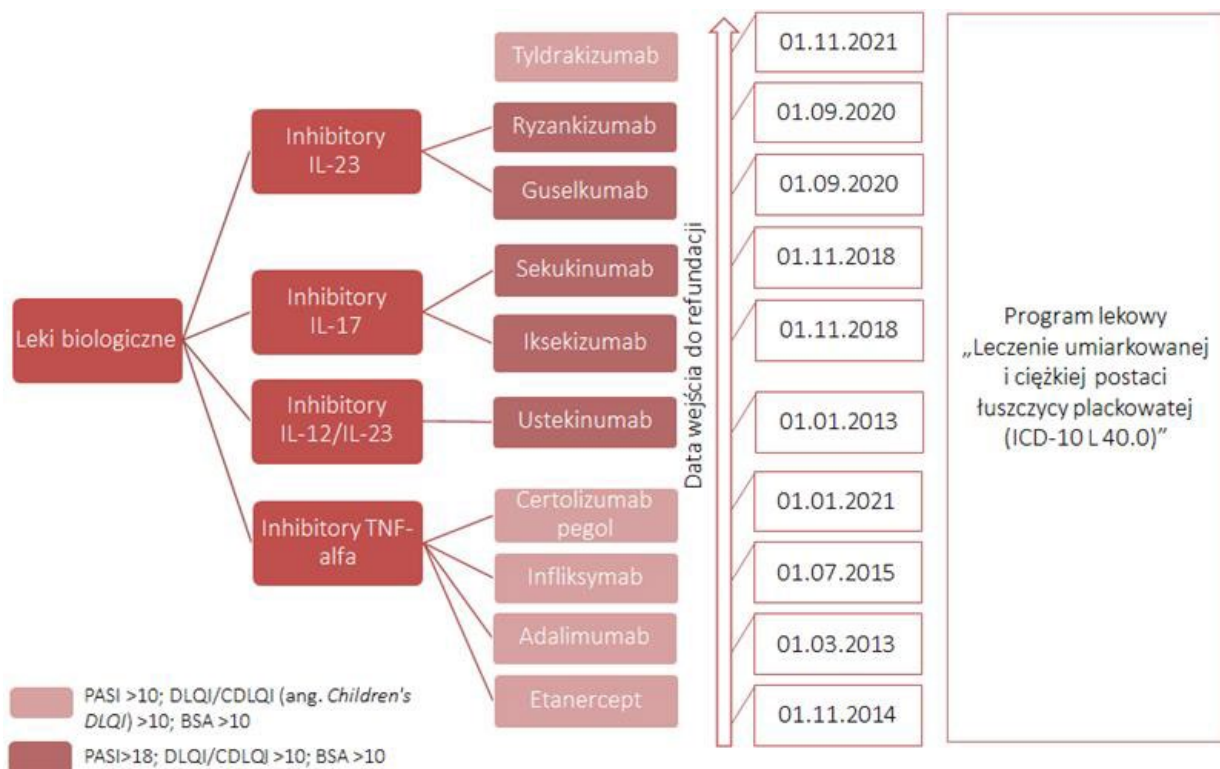 Leki biologiczne
Inhibitory
IL-23
Inhibitory
IL-17
Inhibitory
IL-12/IL-23
Inhibitory TNF-
alfa
Tyldrakizumab
Ryzankizumab
Guselkumab
Sekukinumab
Iksekizumab
Ustekinumab
Certolizumab
pegol
Infliksymab
Adalimumab
Etanercept
Data wejścia do refundacji
01.11.2021
01.09.2020
01.09.2020
01.11.2018
01.11.2018
01.01.2013
01.01.2021
01.07.2015
01.03.2013
01.11.2014
Program lekowy
„Leczenie umiarkowanej
i ciężkiej postaci
łuszczycy plackowatej
(ICD-10 L 40.0)”
PASI >10; DLQI/CDLQI (ang. Children's
DLQI) >10; BSA >10
PASI>18; DLQI/CDLQI >10; BSA >10